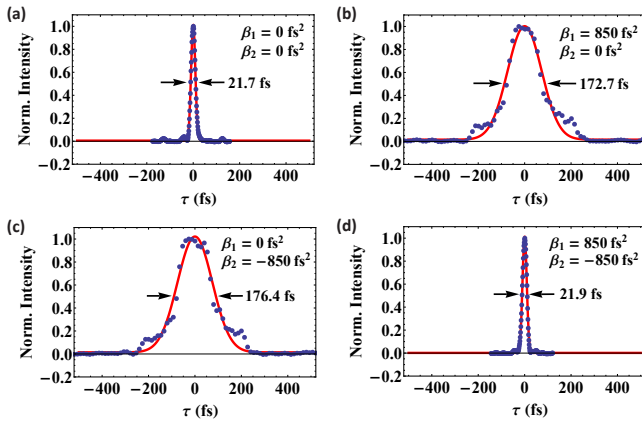 (a)
β₁ = 0 fs²
β₂ = 0 fs²
21.7 fs
Norm. Intensity
1.0
0.8
0.6
0.4
0.2
0.0
−0.2
−400 −200 0 200 400
τ (fs)
(b)
β₁ = 850 fs²
β₂ = 0 fs²
172.7 fs
Norm. Intensity
1.0
0.8
0.6
0.4
0.2
0.0
−0.2
−400 −200 0 200 400
τ (fs)
(c)
β₁ = 0 fs²
β₂ = −850 fs²
176.4 fs
Norm. Intensity
1.0
0.8
0.6
0.4
0.2
0.0
−0.2
−400 −200 0 200 400
τ (fs)
(d)
β₁ = 850 fs²
β₂ = −850 fs²
21.9 fs
Norm. Intensity
1.0
0.8
0.6
0.4
0.2
0.0
−0.2
−400 −200 0 200 400
τ (fs)